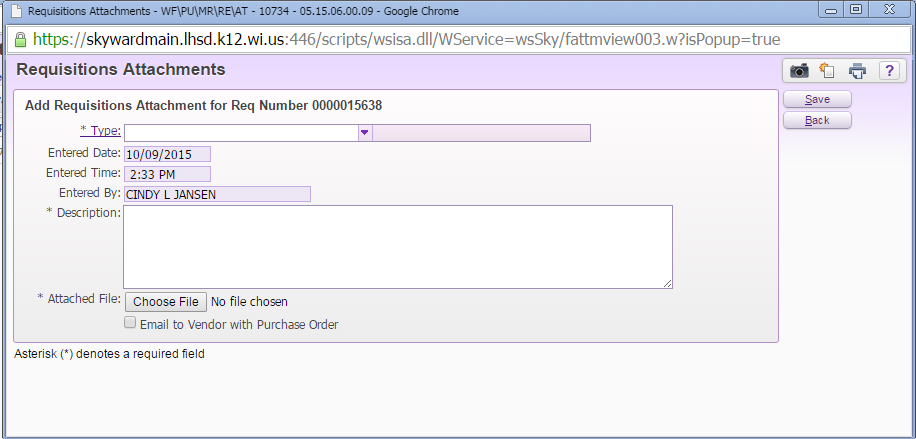 Requisitions Attachments - WF\PU\MR\RE\AT - 10734 - 05.15.06.00.09 - Google Chrome
https://skywardmain.lhsd.k12.wi.us:446/scripts/wsisa.dll/WService=wsSky/fattmview003.w?isPopup=true
Requisitions Attachments
?
Add Requisitions Attachment for Req Number 0000015638
Save
Back
* Type:
Entered Date: 10/09/2015
Entered Time: 2:33 PM
Entered By: CINDY L JANSEN
* Description:
* Attached File: Choose File No file chosen
Email to Vendor with Purchase Order
Asterisk (*) denotes a required field